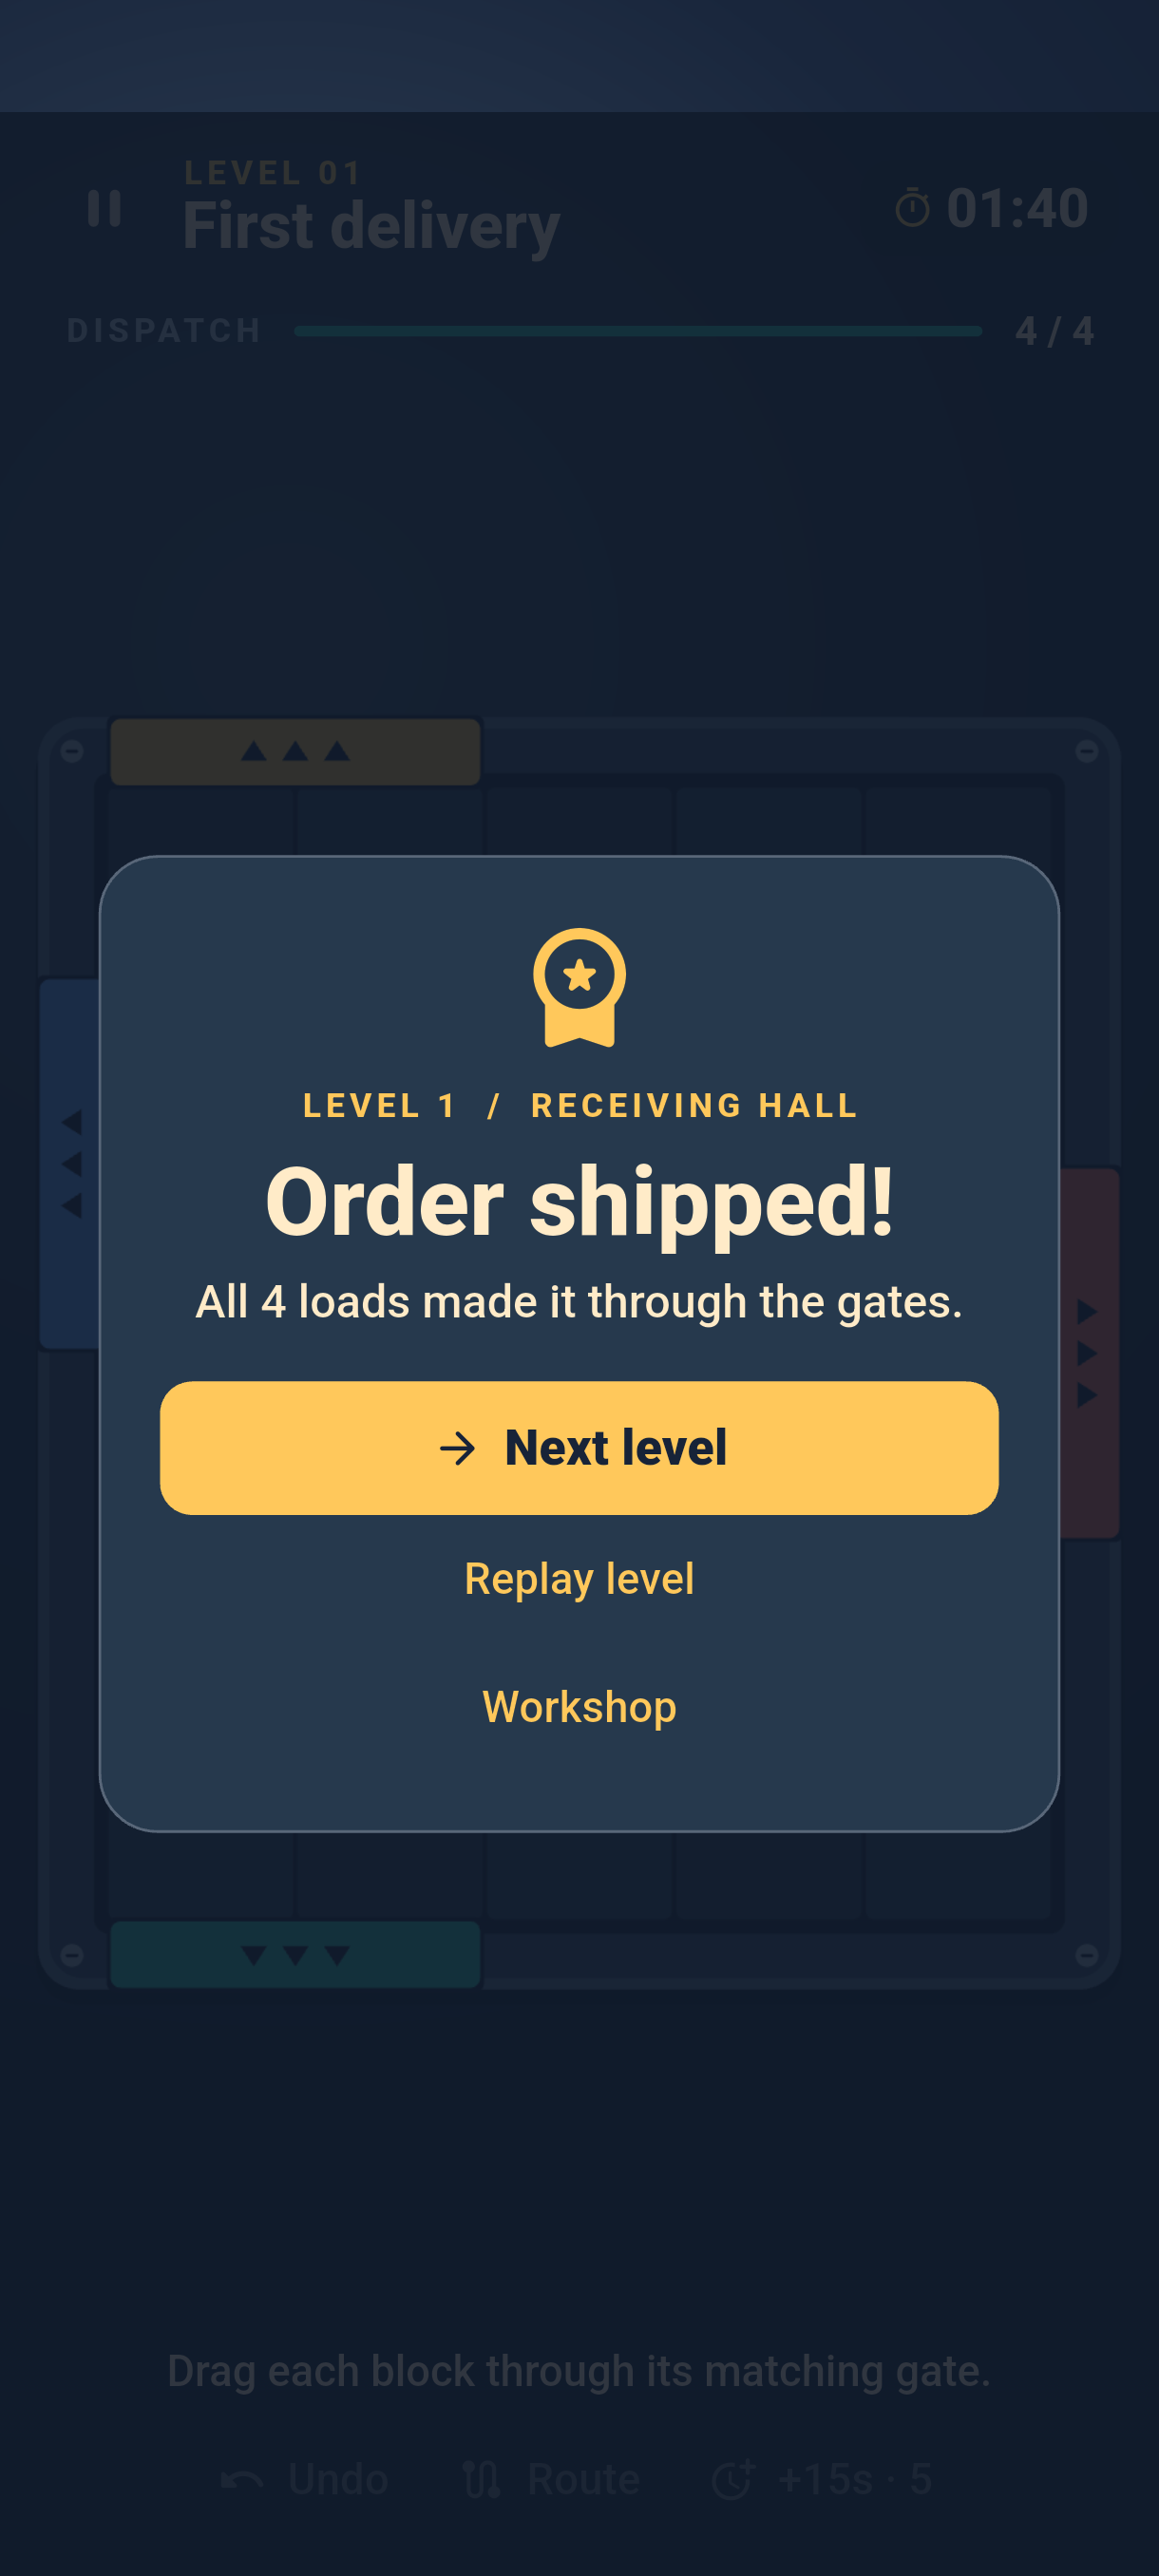 LEVEL 01
First delivery
01:40
DISPATCH
4 / 4
LEVEL 1 / RECEIVING HALL
Order shipped!
All 4 loads made it through the gates.
Next level
Replay level
Workshop
Drag each block through its matching gate.
Undo
Route
+15s · 5